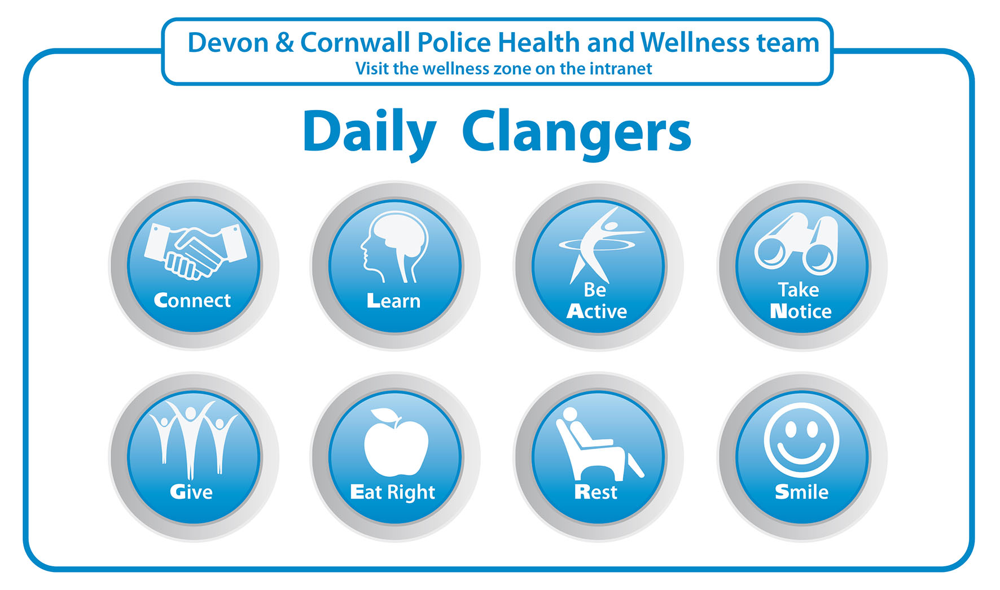 Devon & Cornwall Police Health and Wellness team
Visit the wellness zone on the intranet
Daily Clangers
Connect
Learn
Be
Active
Take
Notice
Give
Eat Right
Rest
Smile